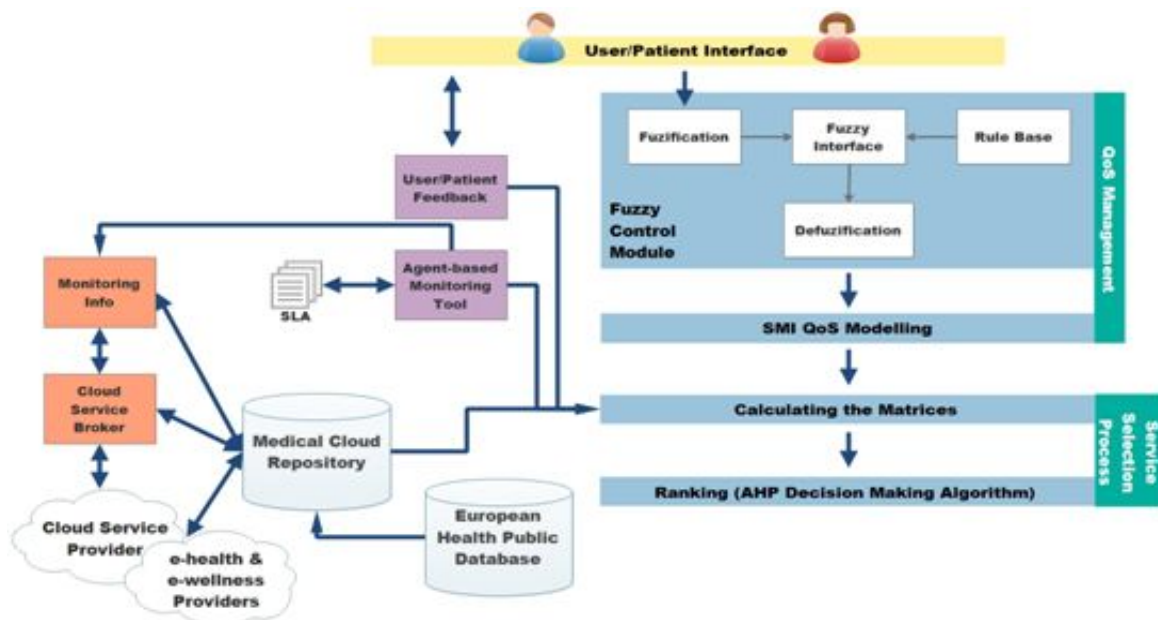 User/Patient Interface
Fuzification
Fuzzy
Interface
Rule Base
Defuzification
Fuzzy
Control
Module
QoS Management
User/Patient
Feedback
Agent-based
Monitoring
Tool
SLA
Monitoring
Info
SMI QoS Modelling
Cloud
Service
Broker
Calculating the Matrices
Service
Selection
Process
Medical Cloud
Repository
Ranking (AHP Decision Making Algorithm)
European
Health Public
Database
Cloud Service
Provider
e-health &
e-wellness
Providers